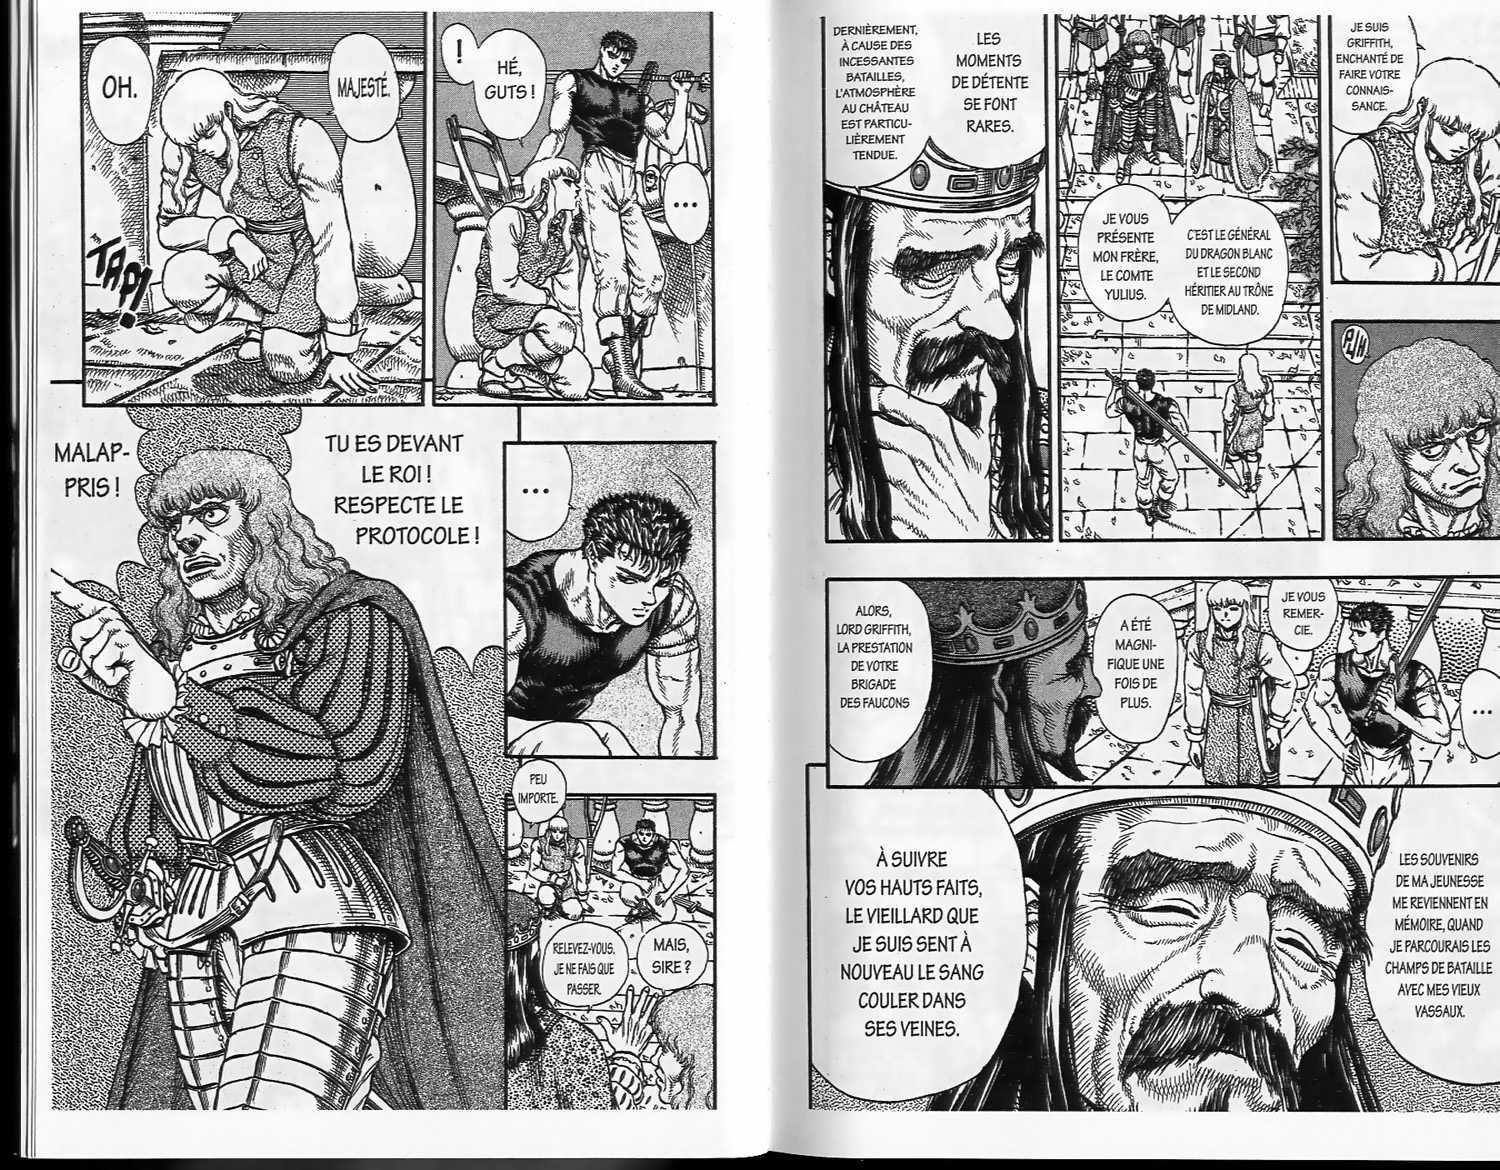 OH.
MAJESTÉ.
TAP!
!
HÉ,
GUTS !
...
MALAP-
PRIS !
TU ES DEVANT
LE ROI !
RESPECTE LE
PROTOCOLE !
...
PEU
IMPORTE.
RELEVEZ-VOUS.
JE NE FAIS QUE
PASSER.
MAIS,
SIRE ?
DERNIÈREMENT,
À CAUSE DES
INCESSANTES
BATAILLES,
L'ATMOSPHÈRE
AU CHÂTEAU
EST PARTICU-
LIÈREMENT
TENDUE.
LES
MOMENTS
DE DÉTENTE
SE FONT
RARES.
JE VOUS
PRÉSENTE
MON FRÈRE,
LE COMTE
YULIUS.
C'EST LE GÉNÉRAL
DU DRAGON BLANC
ET LE SECOND
HÉRITIER AU TRÔNE
DE MIDLAND.
JE SUIS
GRIFFITH,
ENCHANTÉ DE
FAIRE VOTRE
CONNAIS-
SANCE.
ALORS,
LORD GRIFFITH,
LA PRESTATION
DE VOTRE
BRIGADE
DES FAUCONS
A ÉTÉ
MAGNI-
FIQUE UNE
FOIS DE
PLUS.
JE VOUS
REMER-
CIE.
...
À SUIVRE
VOS HAUTS FAITS,
LE VIEILLARD QUE
JE SUIS SENT À
NOUVEAU LE SANG
COULER DANS
SES VEINES.
LES SOUVENIRS
DE MA JEUNESSE
ME REVIENNENT EN
MÉMOIRE, QUAND
JE PARCOURAIS LES
CHAMPS DE BATAILLE
AVEC MES VIEUX
VASSAUX.